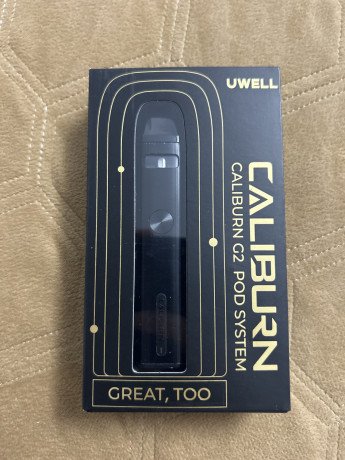 UWELL
CALIBURN
CALIBURN G2 POD SYSTEM
GREAT, TOO